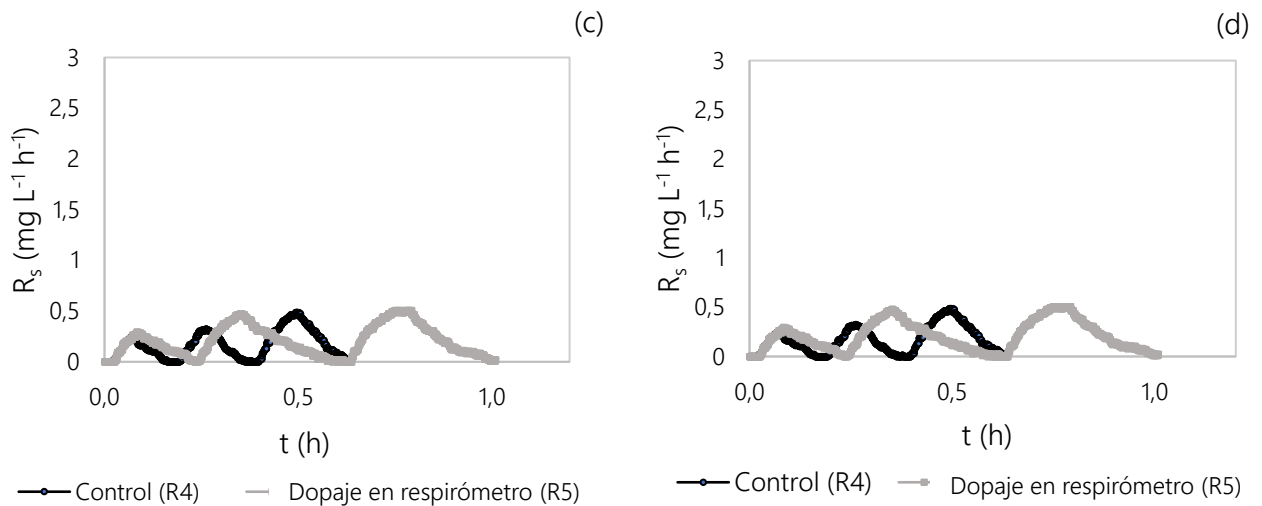 (c)
3
2,5
2
1,5
1
0,5
0
R_s (mg L⁻¹ h⁻¹)
0,0 0,5 1,0
t (h)
Control (R4) Dopaje en respirómetro (R5)
(d)
3
2,5
2
1,5
1
0,5
0
R_s (mg L⁻¹ h⁻¹)
0,0 0,5 1,0
t (h)
Control (R4) Dopaje en respirómetro (R5)